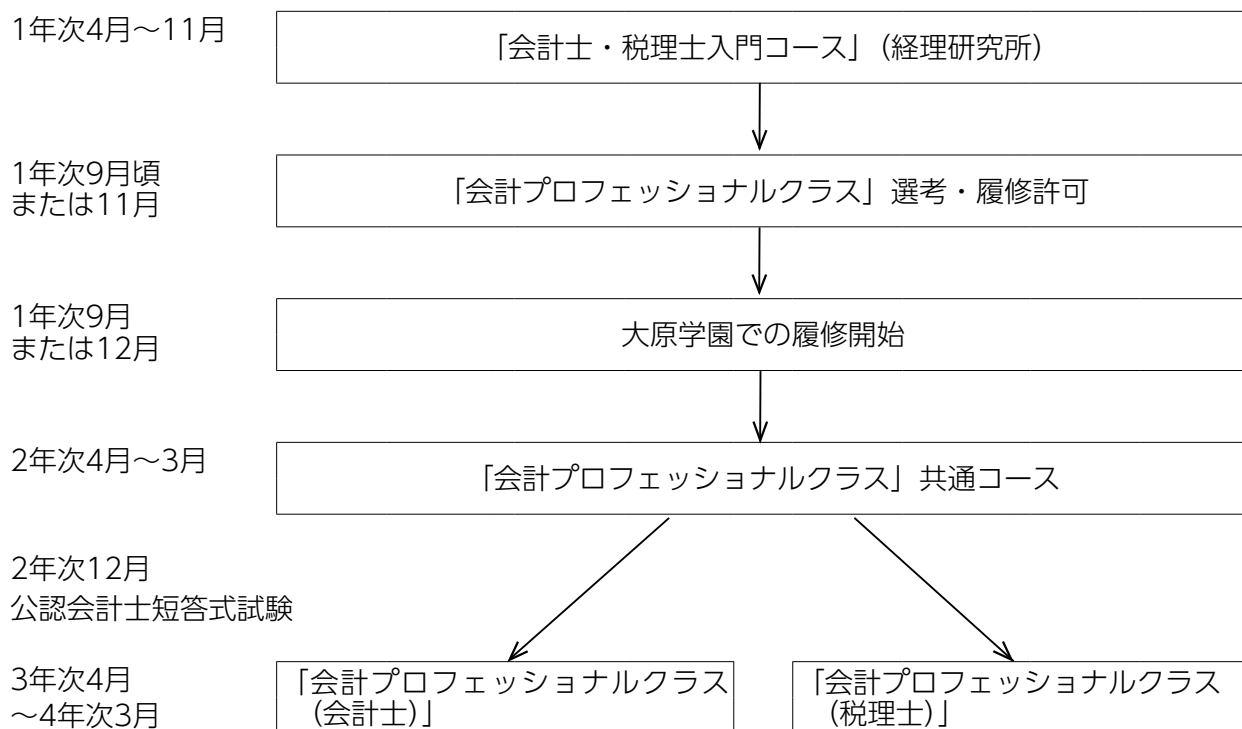 1年次4月～11月
「会計士・税理士入門コース」（経理研究所）
1年次9月頃
または11月
「会計プロフェッショナルクラス」選考・履修許可
1年次9月
または12月
大原学園での履修開始
2年次4月～3月
「会計プロフェッショナルクラス」共通コース
2年次12月
公認会計士短答式試験
3年次4月
～4年次3月
「会計プロフェッショナルクラス
（会計士）」
「会計プロフェッショナルクラス
（税理士）」